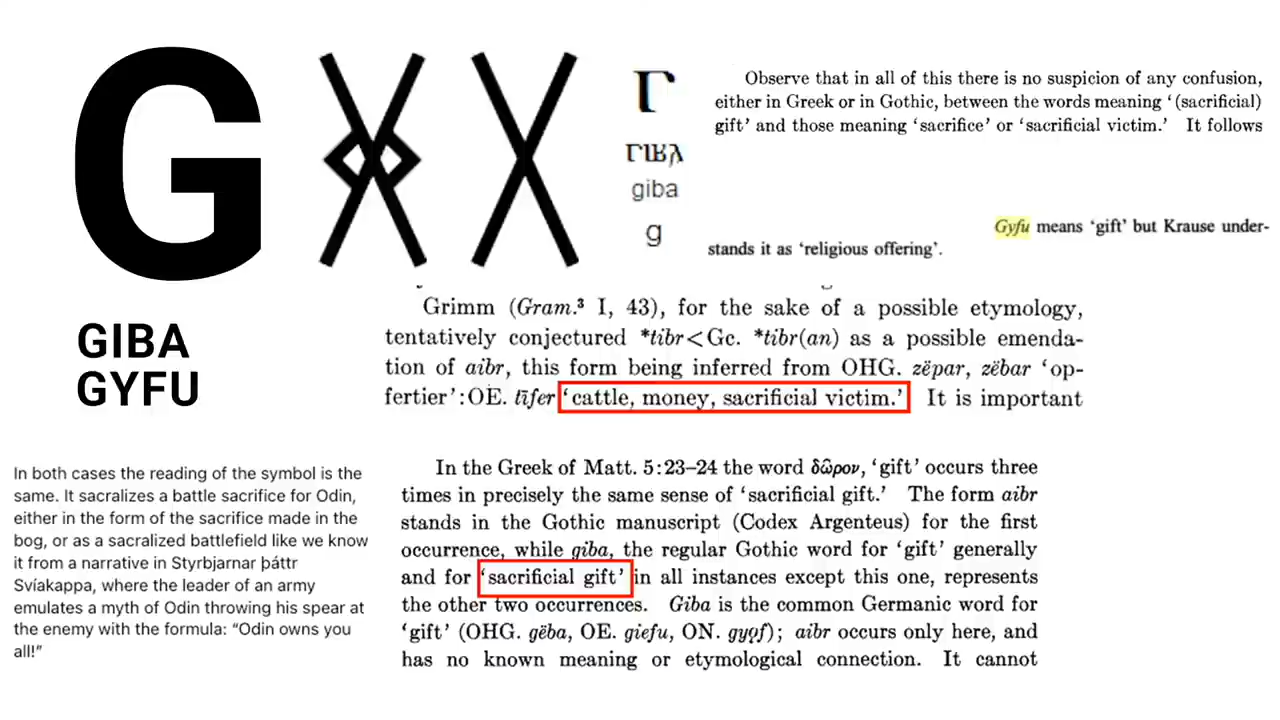 G
GIBA
GYFU
Γ
giba
g
Observe that in all of this there is no suspicion of any confusion,
either in Greek or in Gothic, between the words meaning ‘(sacrificial)
gift’ and those meaning ‘sacrifice’ or ‘sacrificial victim.’ It follows
Gyfu means ‘gift’ but Krause under-
stands it as ‘religious offering’.
Grimm (Gram.³ I, 43), for the sake of a possible etymology,
tentatively conjectured *tibr<Gc. *tibr(an) as a possible emenda-
tion of aibr, this form being inferred from OHG. zëpar, zëbar ‘op-
fertier’:OE. tīfer ‘cattle, money, sacrificial victim.’ It is important
In both cases the reading of the symbol is the
same. It sacralizes a battle sacrifice for Odin,
either in the form of the sacrifice made in the
bog, or as a sacralized battlefield like we know
it from a narrative in Styrbjarnar þáttr
Svíakappa, where the leader of an army
emulates a myth of Odin throwing his spear at
the enemy with the formula: “Odin owns you
all!”
In the Greek of Matt. 5:23–24 the word δῶρον, ‘gift’ occurs three
times in precisely the same sense of ‘sacrificial gift.’ The form aibr
stands in the Gothic manuscript (Codex Argenteus) for the first
occurrence, while giba, the regular Gothic word for ‘gift’ generally
and for ‘sacrificial gift’ in all instances except this one, represents
the other two occurrences. Giba is the common Germanic word for
‘gift’ (OHG. gëba, OE. giefu, ON. gyǫf); aibr occurs only here, and
has no known meaning or etymological connection. It cannot